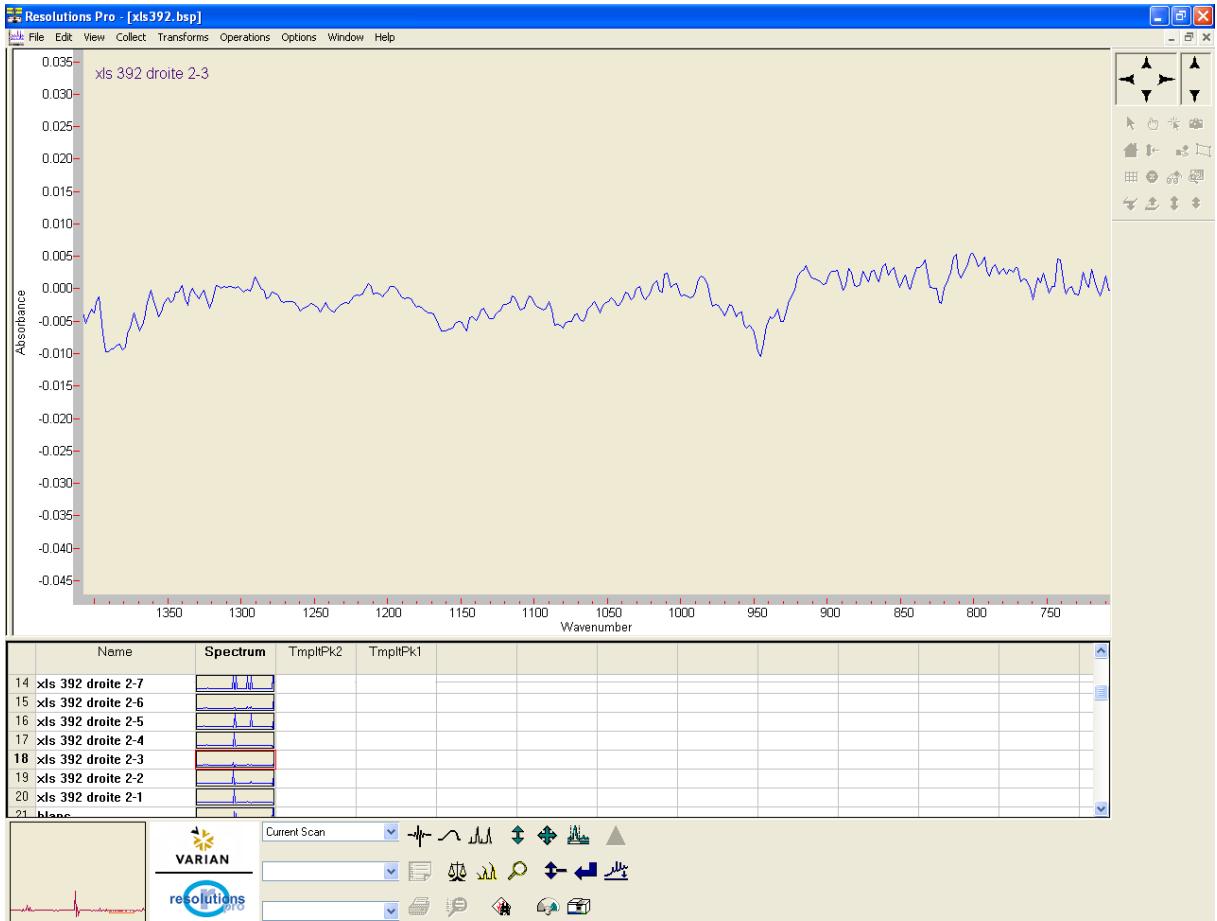 Resolutions Pro - [xls392.bsp]
File Edit View Collect Transforms Operations Options Window Help
xls 392 droite 2-3
0.035
0.030
0.025
0.020
0.015
0.010
0.005
0.000
-0.005
-0.010
-0.015
-0.020
-0.025
-0.030
-0.035
-0.040
-0.045
Absorbance
1350 1300 1250 1200 1150 1100 1050 1000 950 900 850 800 750
Wavenumber
Name Spectrum TmpltPk2 TmpltPk1
14 xls 392 droite 2-7
15 xls 392 droite 2-6
16 xls 392 droite 2-5
17 xls 392 droite 2-4
18 xls 392 droite 2-3
19 xls 392 droite 2-2
20 xls 392 droite 2-1
21 blanc
Current Scan
VARIAN
resolutions
pro